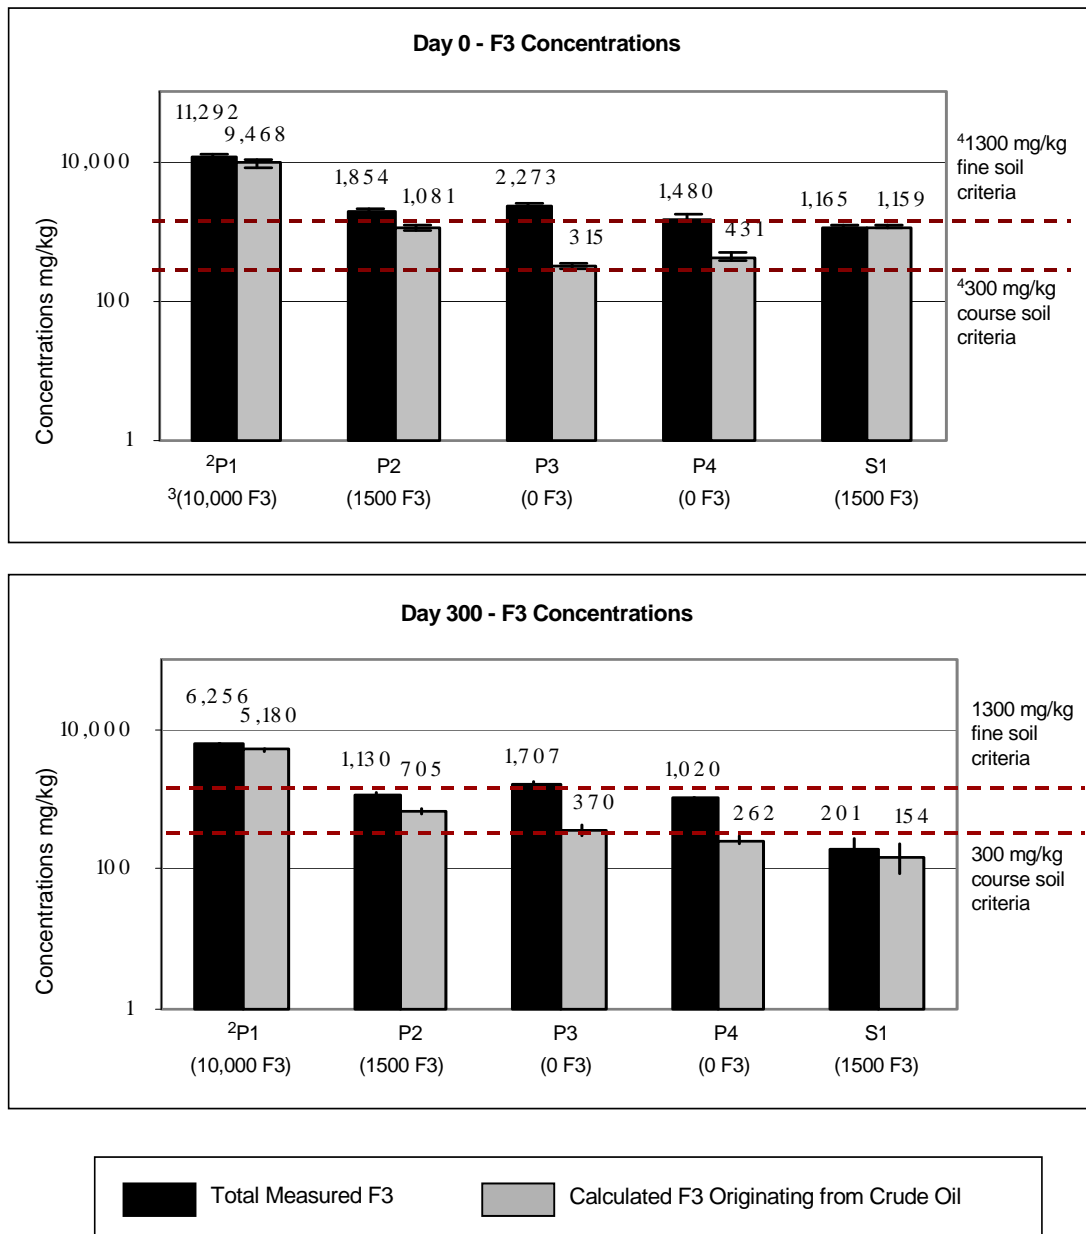 Day 0 - F3 Concentrations
Concentrations mg/kg)
10,000
100
1
11,292
9,468
1,854
1,081
2,273
315
1,480
431
1,165
1,159
⁴1300 mg/kg
fine soil
criteria
⁴300 mg/kg
course soil
criteria
²P1
P2
P3
P4
S1
³(10,000 F3)
(1500 F3)
(0 F3)
(0 F3)
(1500 F3)
Day 300 - F3 Concentrations
Concentrations mg/kg)
10,000
100
1
6,256
5,180
1,130
705
1,707
370
1,020
262
201
154
1300 mg/kg
fine soil
criteria
300 mg/kg
course soil
criteria
²P1
P2
P3
P4
S1
(10,000 F3)
(1500 F3)
(0 F3)
(0 F3)
(1500 F3)
Total Measured F3
Calculated F3 Originating from Crude Oil